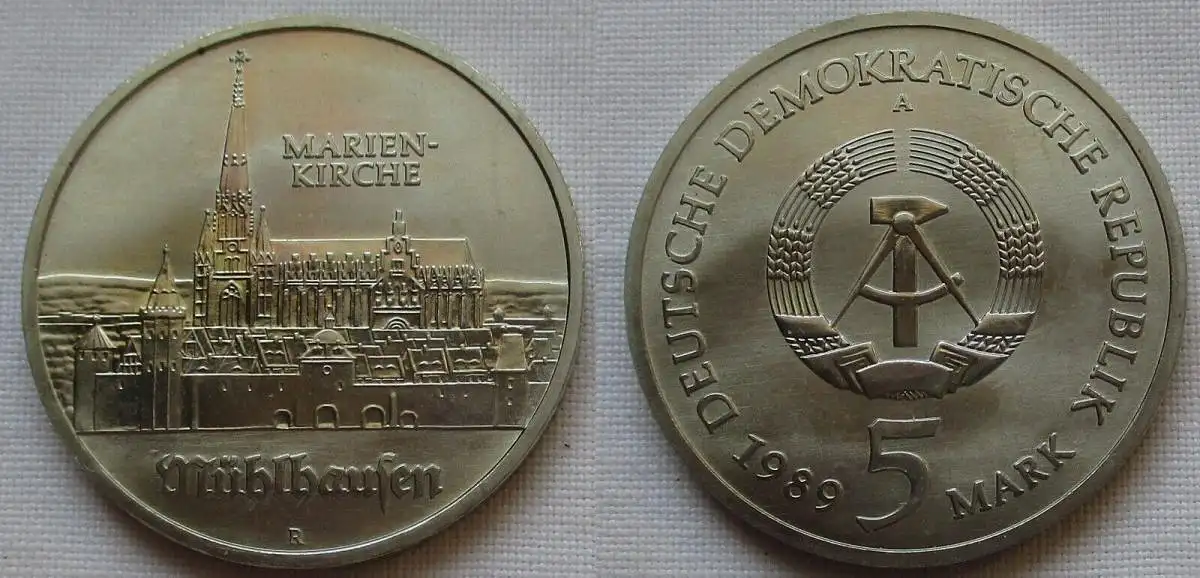 MARIEN-
KIRCHE
Mühlhausen
R
DEUTSCHE DEMOKRATISCHE REPUBLIK
A
1989 5 MARK